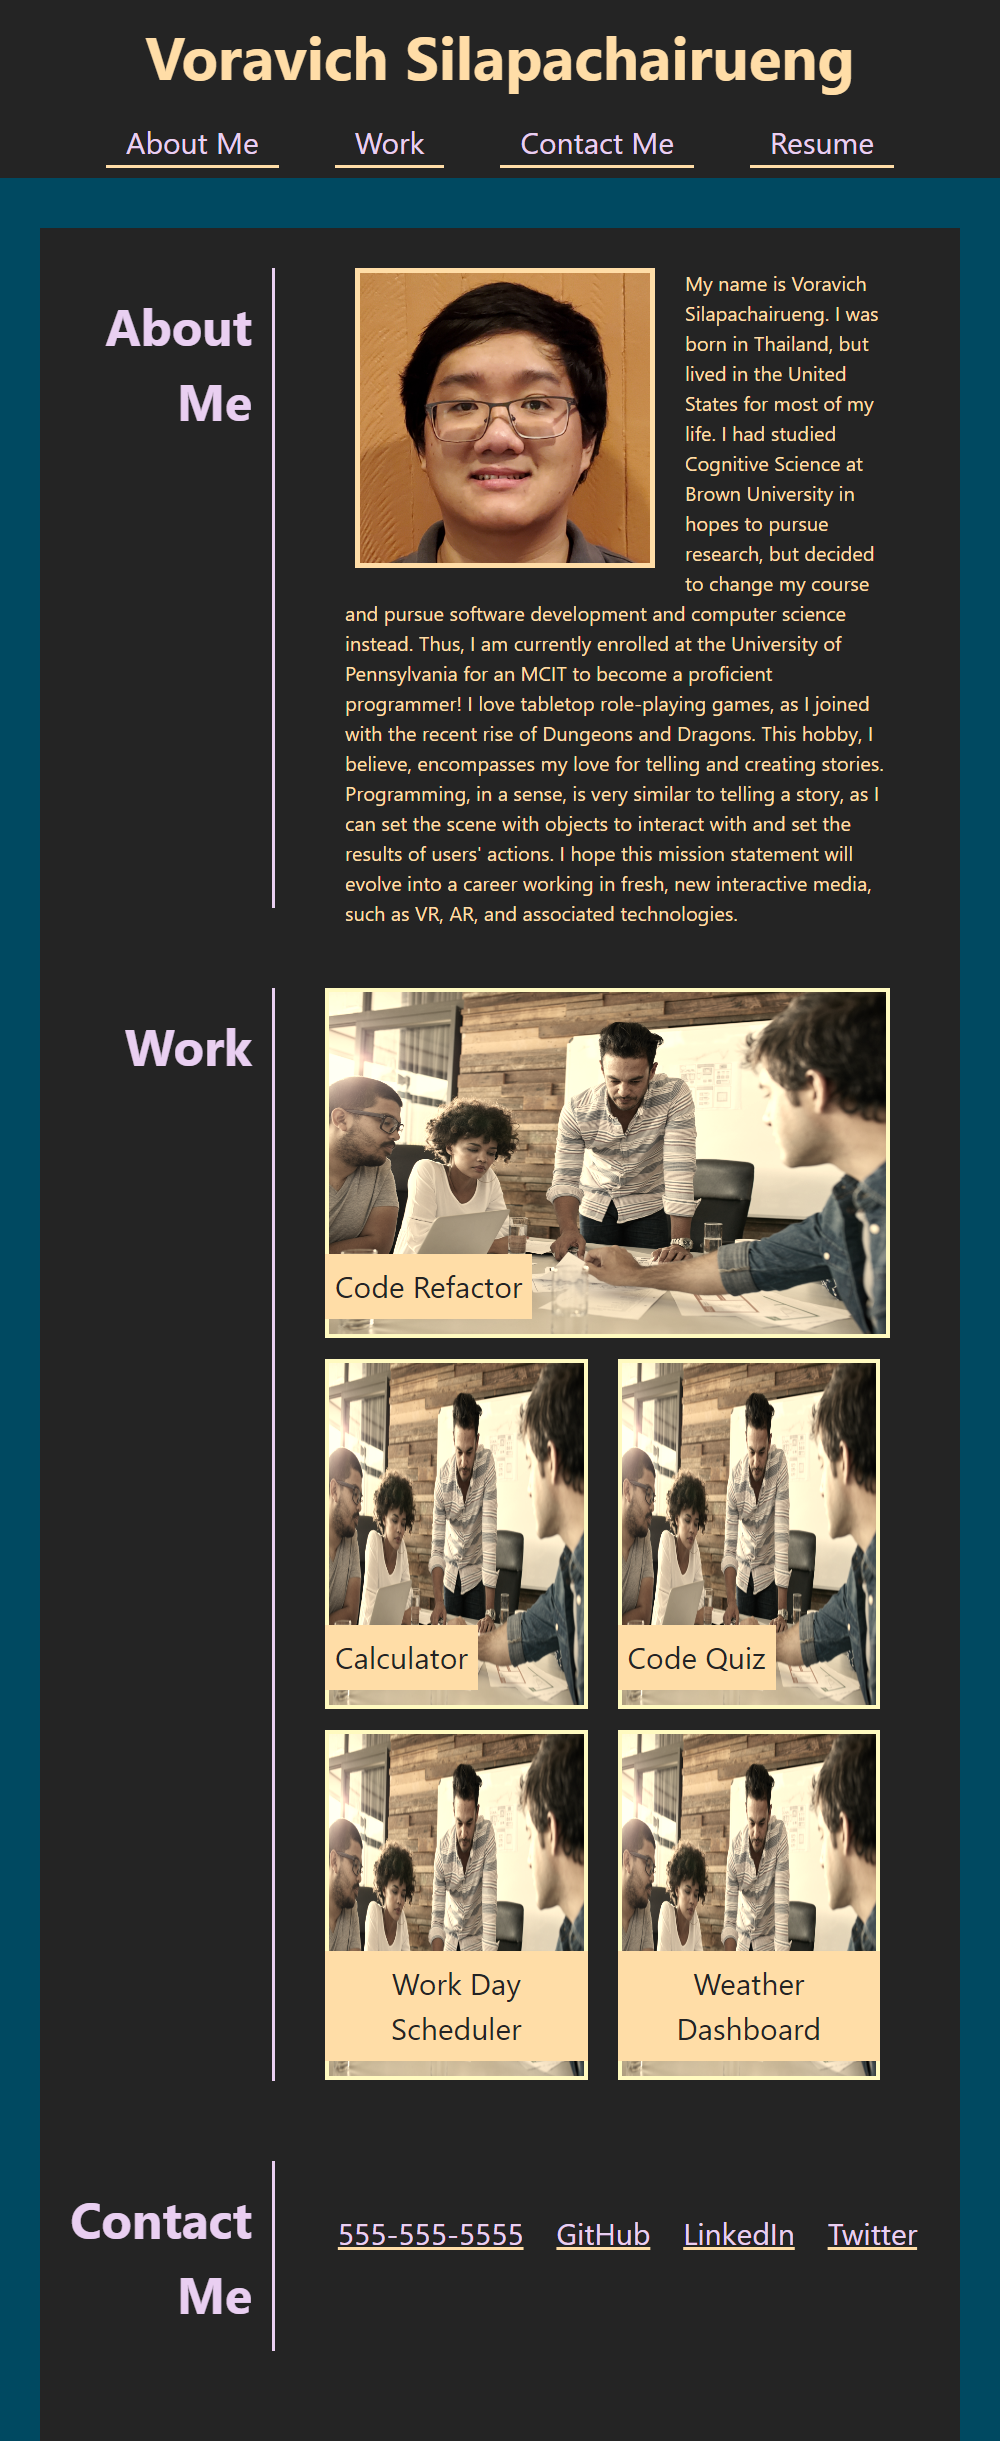 Voravich Silapachairueng
About Me Work Contact Me Resume
About
Me
My name is Voravich
Silapachairueng. I was
born in Thailand, but
lived in the United
States for most of my
life. I had studied
Cognitive Science at
Brown University in
hopes to pursue
research, but decided
to change my course
and pursue software development and computer science
instead. Thus, I am currently enrolled at the University of
Pennsylvania for an MCIT to become a proficient
programmer! I love tabletop role-playing games, as I joined
with the recent rise of Dungeons and Dragons. This hobby, I
believe, encompasses my love for telling and creating stories.
Programming, in a sense, is very similar to telling a story, as I
can set the scene with objects to interact with and set the
results of users' actions. I hope this mission statement will
evolve into a career working in fresh, new interactive media,
such as VR, AR, and associated technologies.
Work
Code Refactor
Calculator
Code Quiz
Work Day
Scheduler
Weather
Dashboard
Contact
Me
555-555-5555 GitHub LinkedIn Twitter